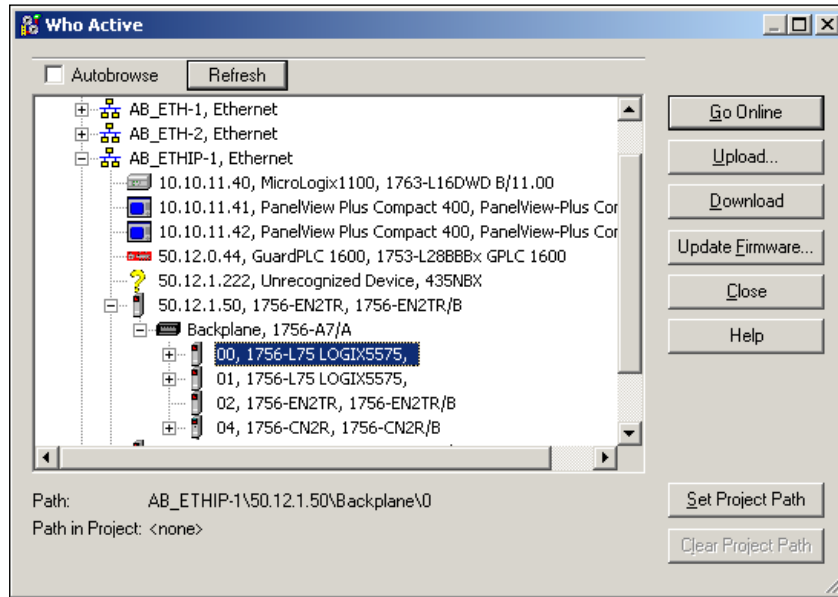 Who Active
Autobrowse Refresh
AB_ETH-1, Ethernet
AB_ETH-2, Ethernet
AB_ETHIP-1, Ethernet
10.10.11.40, MicroLogix1100, 1763-L16DWD B/11.00
10.10.11.41, PanelView Plus Compact 400, PanelView-Plus Cor
10.10.11.42, PanelView Plus Compact 400, PanelView-Plus Cor
50.12.0.44, GuardPLC 1600, 1753-L28BBBx GPLC 1600
50.12.1.222, Unrecognized Device, 435NBX
50.12.1.50, 1756-EN2TR, 1756-EN2TR/B
Backplane, 1756-A7/A
00, 1756-L75 LOGIX5575,
01, 1756-L75 LOGIX5575,
02, 1756-EN2TR, 1756-EN2TR/B
04, 1756-CN2R, 1756-CN2R/B
Go Online
Upload...
Download
Update Firmware...
Close
Help
Path: AB_ETHIP-1\50.12.1.50\Backplane\0
Path in Project: <none>
Set Project Path
Clear Project Path